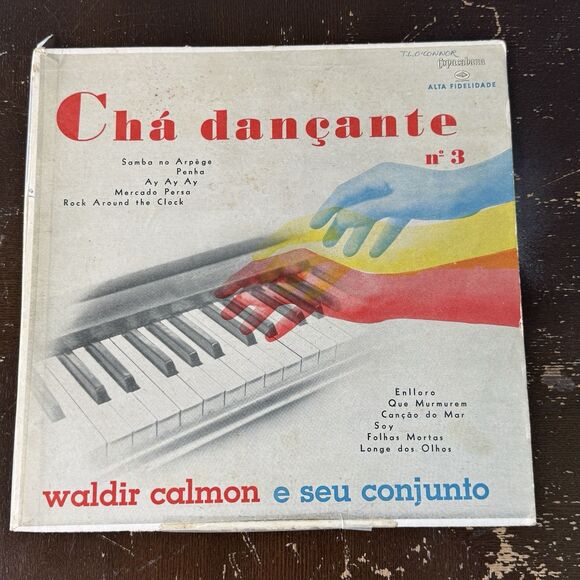 T.L.O'CONNOR
Copacabana
ALTA FIDELIDADE
Chá dançante
nº 3
Samba no Arpège
Penha
Ay Ay Ay
Mercado Persa
Rock Around the Clock
Enlloro
Que Murmurem
Canção do Mar
Soy
Folhas Mortas
Longe dos Olhos
waldir calmon e seu conjunto